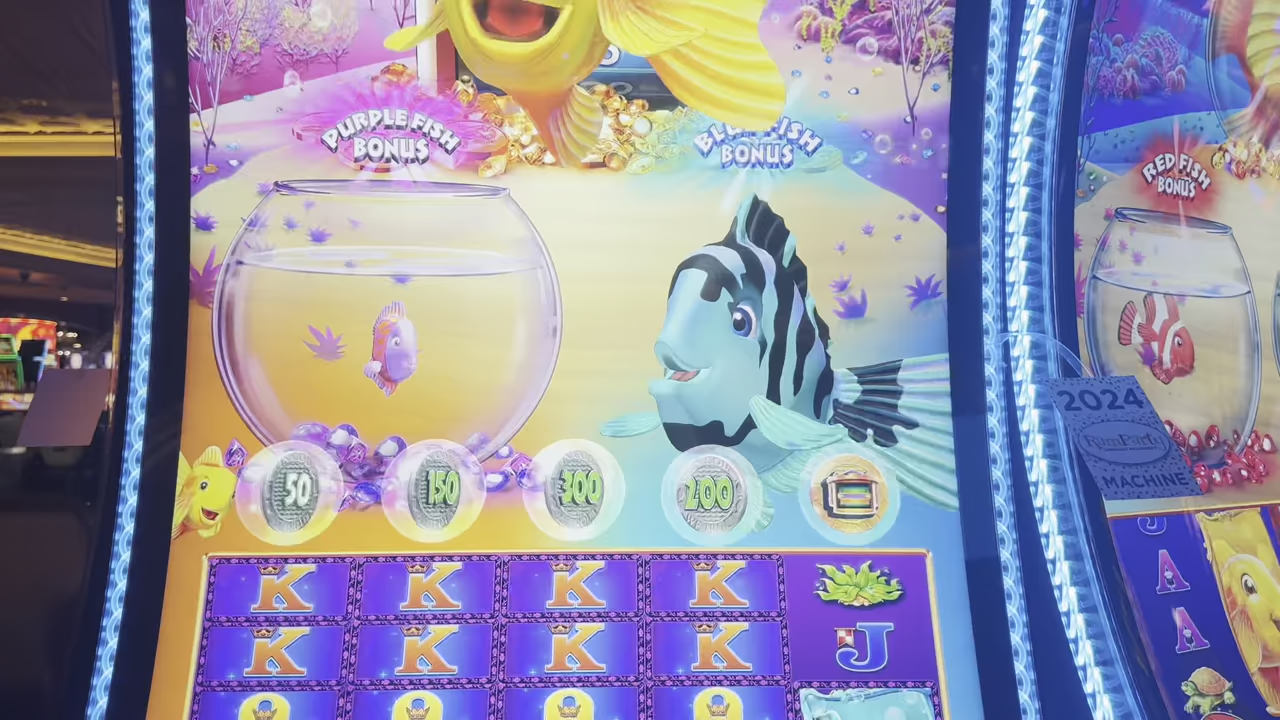 PURPLE FISH
BONUS
BLUE FISH
BONUS
RED FISH
BONUS
2024
RumParty
MACHINE
50
150
300
200
K
K
K
K
K
K
K
K
J
J
A
A